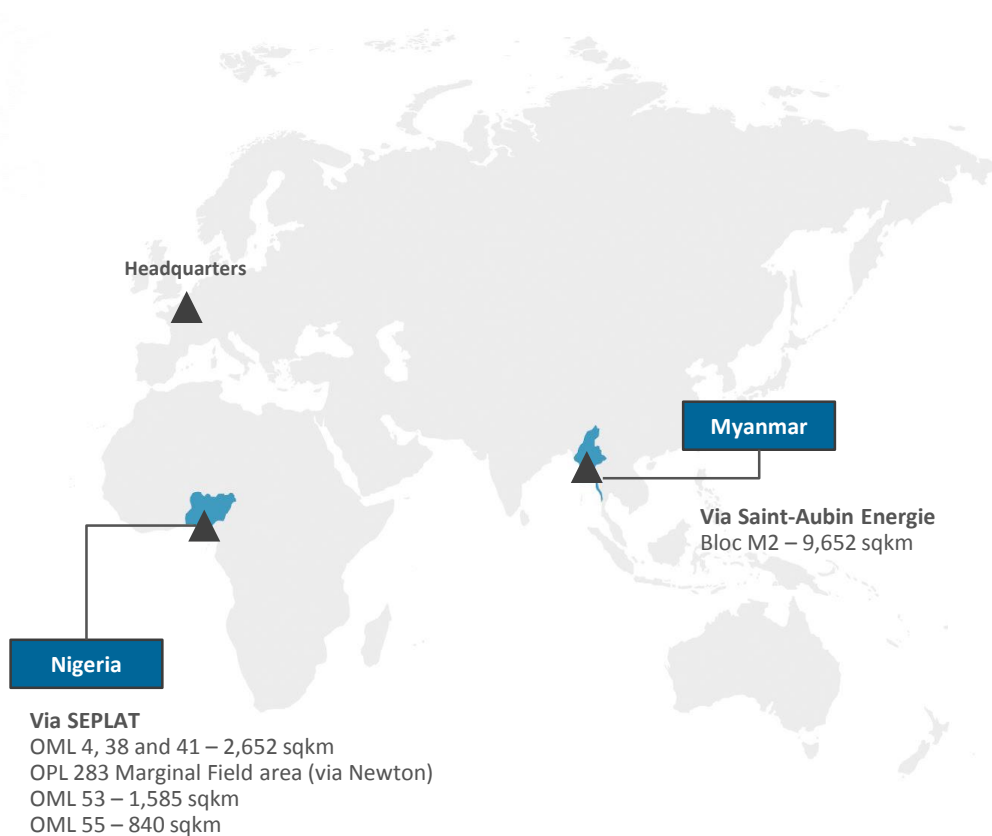 Headquarters
Myanmar
Via Saint-Aubin Energie
Bloc M2 – 9,652 sqkm
Nigeria
Via SEPLAT
OML 4, 38 and 41 – 2,652 sqkm
OPL 283 Marginal Field area (via Newton)
OML 53 – 1,585 sqkm
OML 55 – 840 sqkm